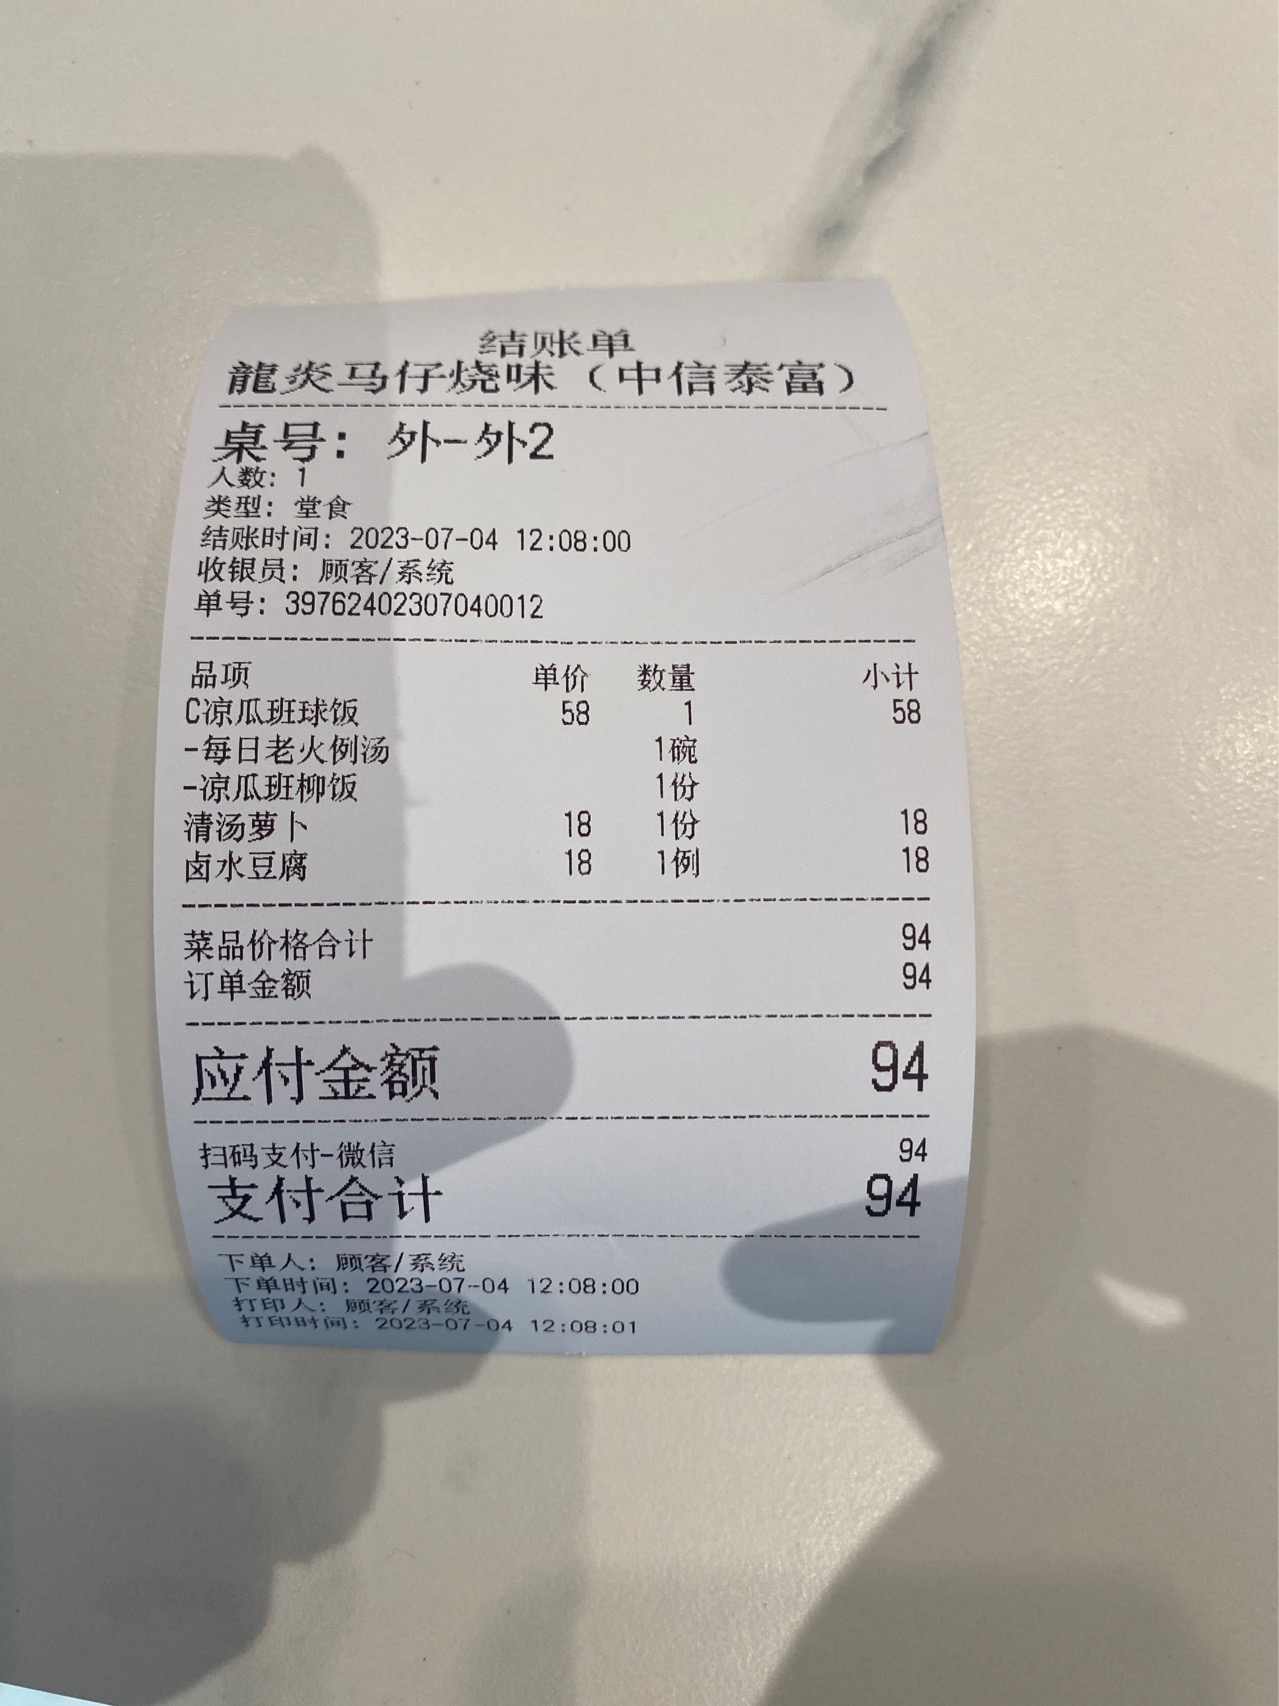 结账单
龍炎马仔烧味（中信泰富）
桌号： 外-外2
人数： 1
类型： 堂食
结账时间： 2023-07-04 12:08:00
收银员： 顾客/系统
单号： 39762402307040012
品项 单价 数量 小计
C凉瓜班球饭 58 1 58
-每日老火例汤 1碗
-凉瓜班柳饭 1份
清汤萝卜 18 1份 18
卤水豆腐 18 1例 18
菜品价格合计 94
订单金额 94
应付金额 94
扫码支付-微信 94
支付合计 94
下单人： 顾客/系统
下单时间： 2023-07-04 12:08:00
打印人： 顾客/系统
打印时间： 2023-07-04 12:08:01